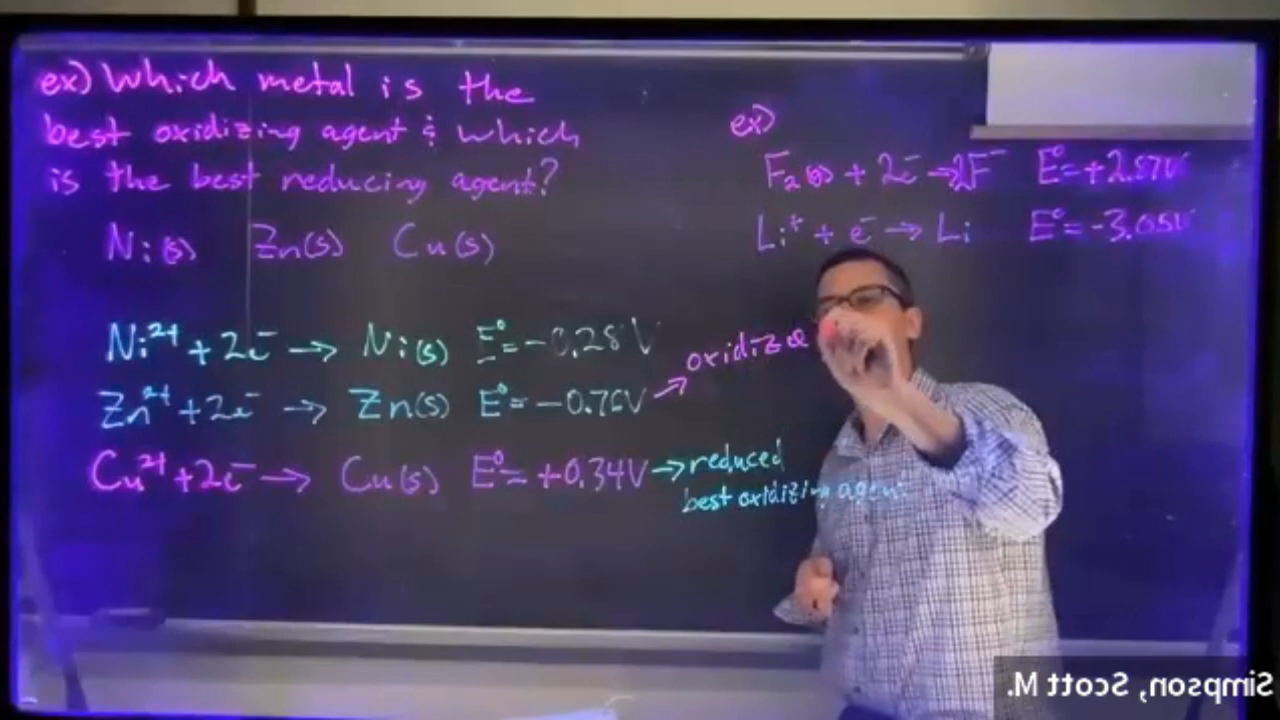 ex) Which metal is the
best oxidizing agent & which
is the best reducing agent?
Ni(s) Zn(s) Cu(s)
Ni²⁺ + 2e⁻ → Ni(s) E°=-0.28 V
Zn²⁺ + 2e⁻ → Zn(s) E°=-0.76V → oxidize
Cu²⁺ + 2e⁻ → Cu(s) E°=+0.34V → reduced
best oxidizing agent
ex)
F₂(g) + 2e⁻ → 2F⁻ E°=+2.87V
Li⁺ + e⁻ → Li E°=-3.05V
Simpson, Scott M.